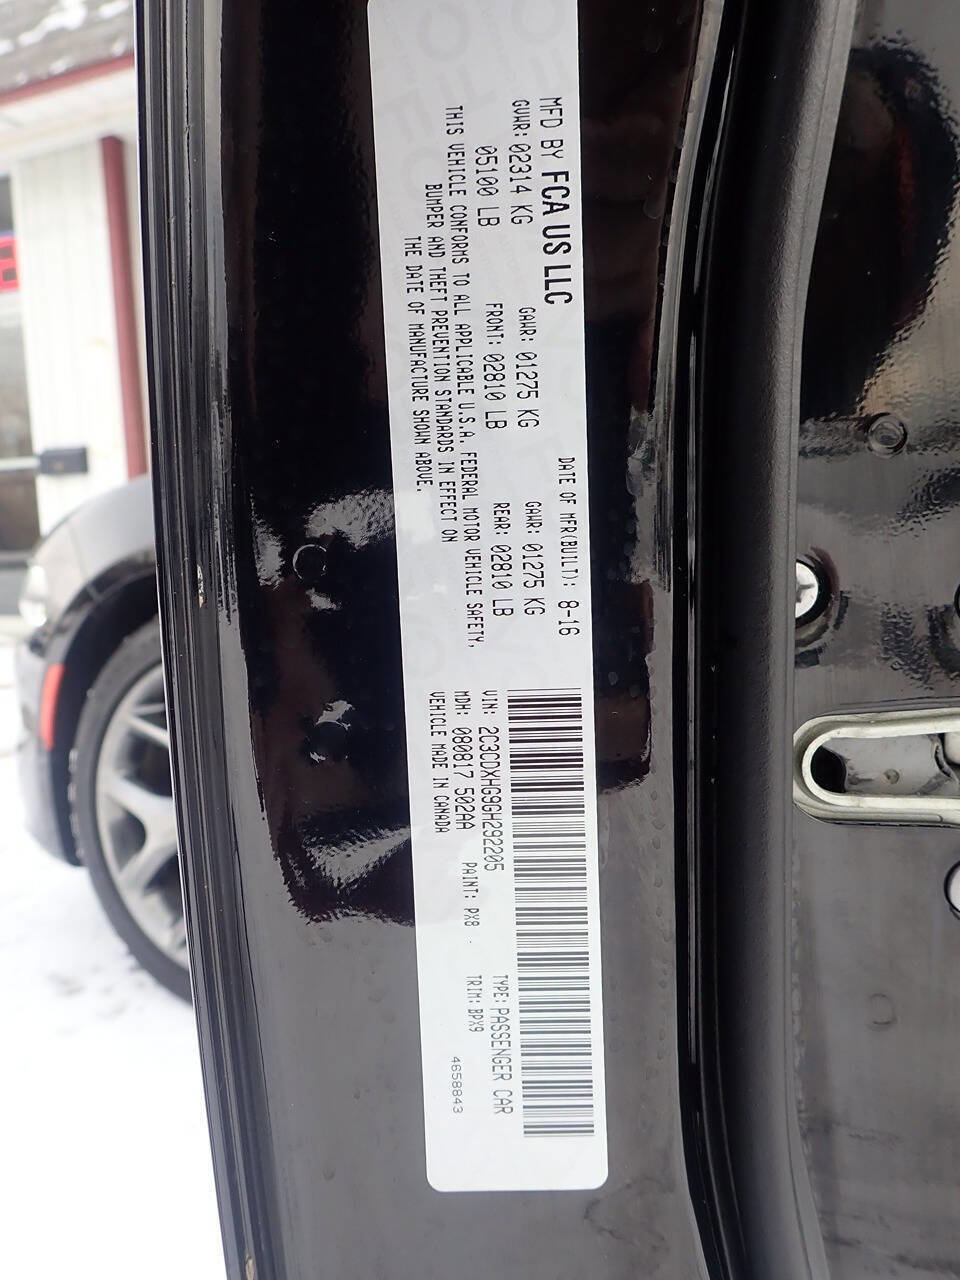 MFD BY FCA US LLC
DATE OF MFR(BUILT): 8-16
GVWR: 02314 KG GAWR: 01275 KG GAWR: 01275 KG
05100 LB FRONT: 02810 LB REAR: 02810 LB
THIS VEHICLE CONFORMS TO ALL APPLICABLE U.S.A. FEDERAL MOTOR VEHICLE SAFETY,
BUMPER AND THEFT PREVENTION STANDARDS IN EFFECT ON
THE DATE OF MANUFACTURE SHOWN ABOVE.
VIN: 2C3CDXHG9GH292205 TYPE: PASSENGER CAR
MDH: 080817 502AA PAINT: PX8 TRIM: BPX9
VEHICLE MADE IN CANADA 4658843